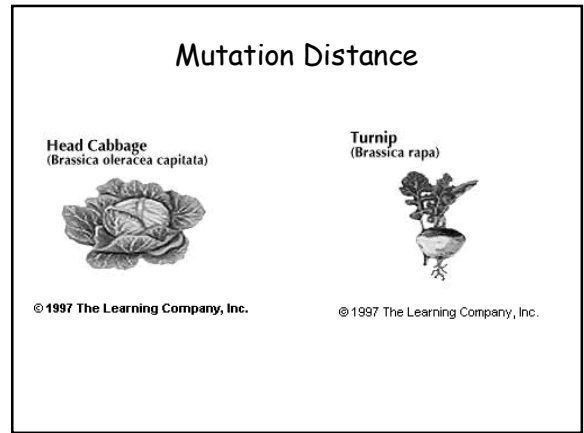 Mutation Distance
Head Cabbage
(Brassica oleracea capitata)
Turnip
(Brassica rapa)
© 1997 The Learning Company, Inc.
© 1997 The Learning Company, Inc.